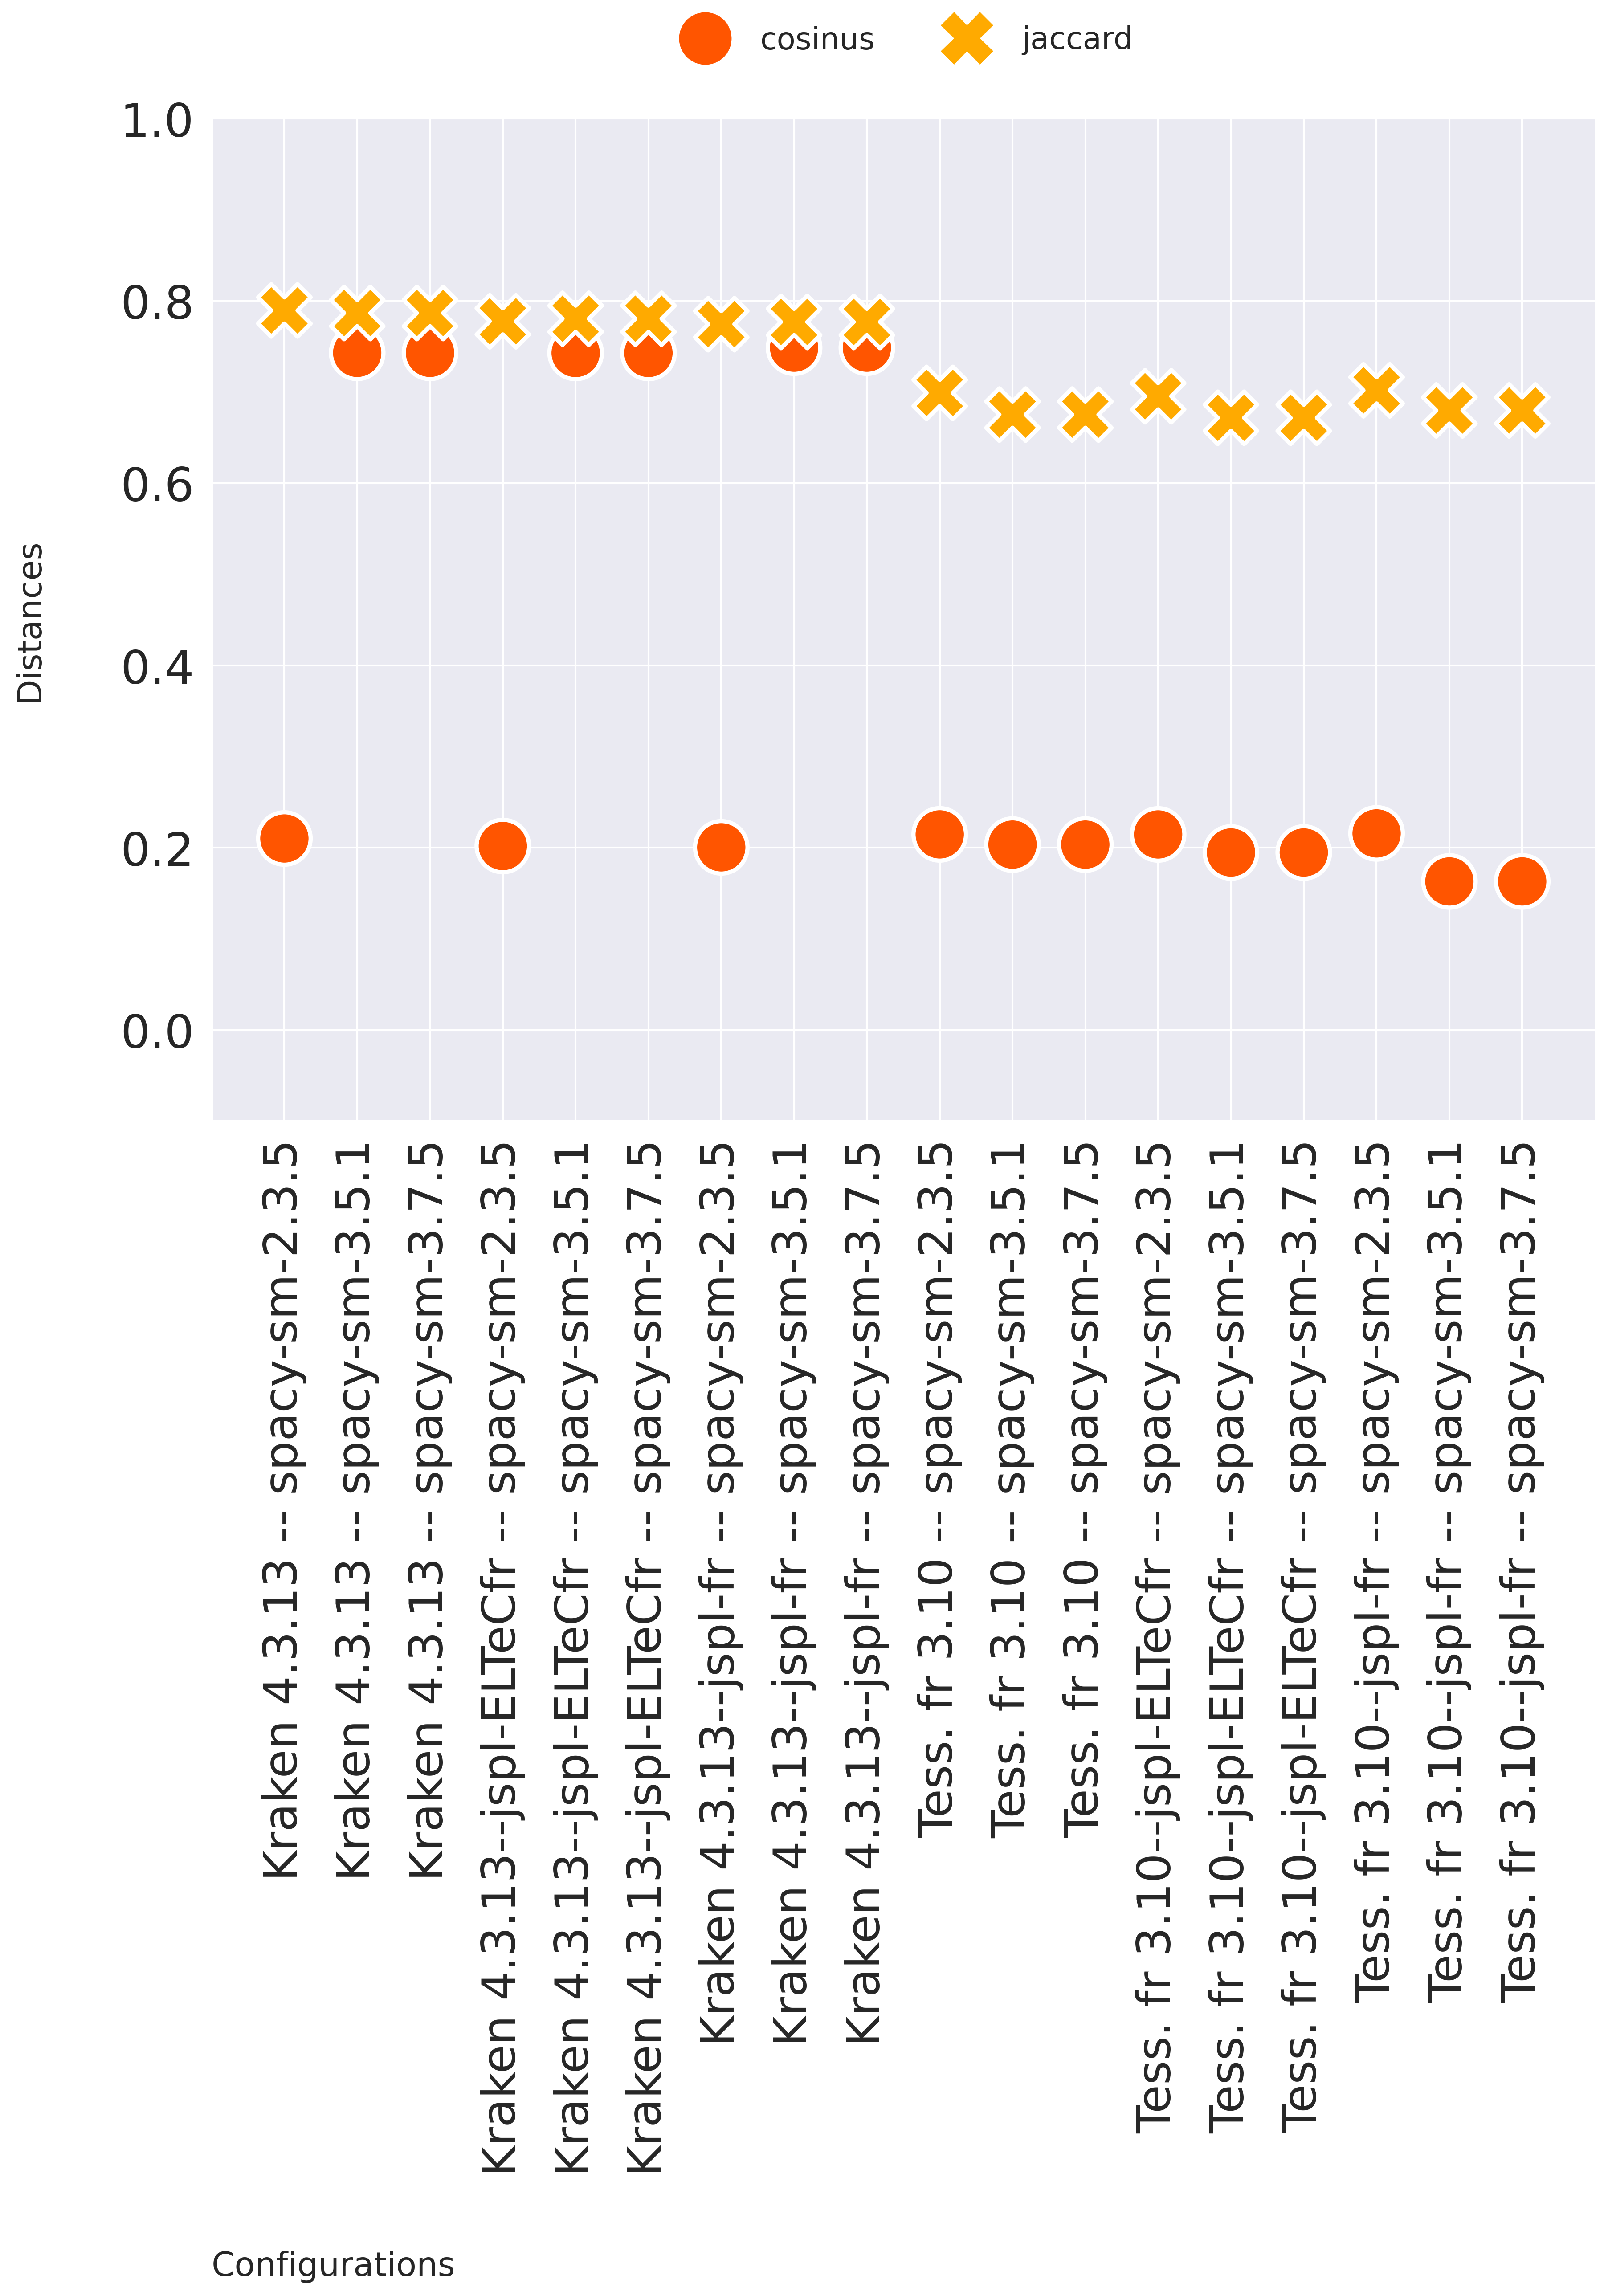 cosinus jaccard
1.0
0.8
0.6
0.4
0.2
0.0
Distances
Kraken 4.3.13 -- spacy-sm-2.3.5
Kraken 4.3.13 -- spacy-sm-3.5.1
Kraken 4.3.13 -- spacy-sm-3.7.5
Kraken 4.3.13--jspl-ELTeCfr -- spacy-sm-2.3.5
Kraken 4.3.13--jspl-ELTeCfr -- spacy-sm-3.5.1
Kraken 4.3.13--jspl-ELTeCfr -- spacy-sm-3.7.5
Kraken 4.3.13--jspl-fr -- spacy-sm-2.3.5
Kraken 4.3.13--jspl-fr -- spacy-sm-3.5.1
Kraken 4.3.13--jspl-fr -- spacy-sm-3.7.5
Tess. fr 3.10 -- spacy-sm-2.3.5
Tess. fr 3.10 -- spacy-sm-3.5.1
Tess. fr 3.10 -- spacy-sm-3.7.5
Tess. fr 3.10--jspl-ELTeCfr -- spacy-sm-2.3.5
Tess. fr 3.10--jspl-ELTeCfr -- spacy-sm-3.5.1
Tess. fr 3.10--jspl-ELTeCfr -- spacy-sm-3.7.5
Tess. fr 3.10--jspl-fr -- spacy-sm-2.3.5
Tess. fr 3.10--jspl-fr -- spacy-sm-3.5.1
Tess. fr 3.10--jspl-fr -- spacy-sm-3.7.5
Configurations